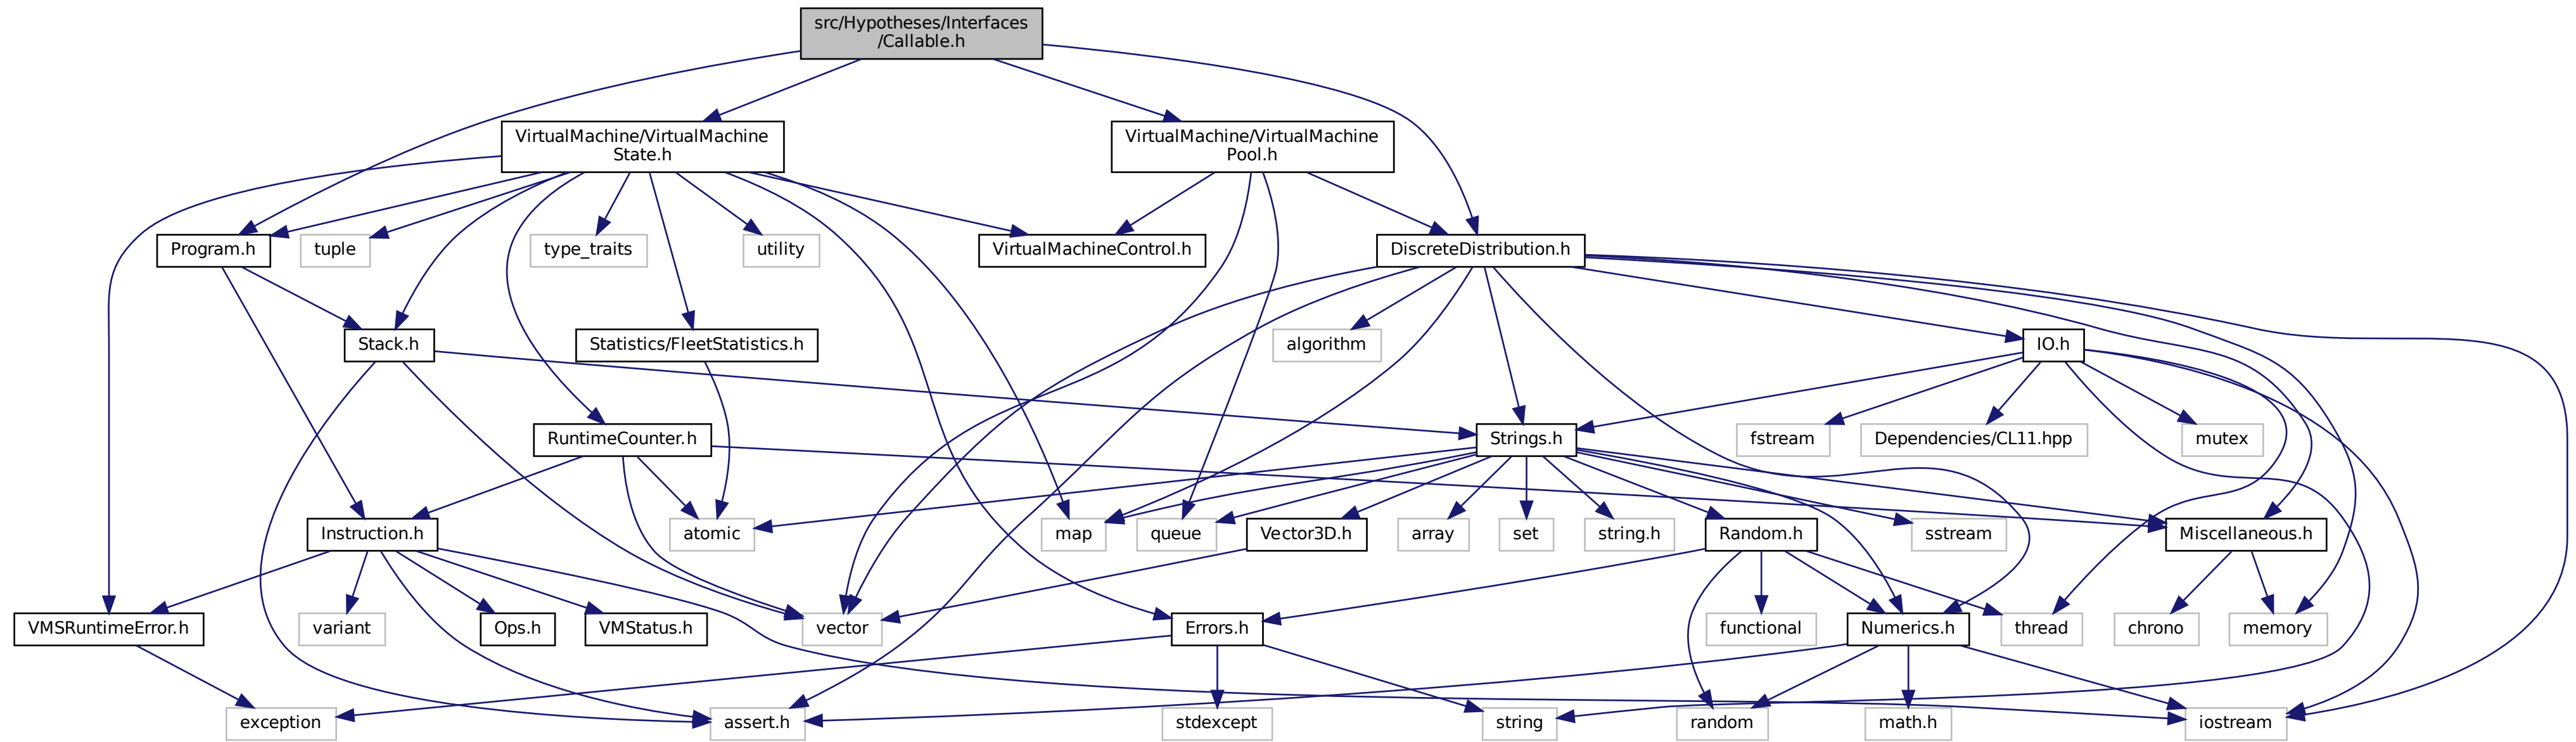 src/Hypotheses/Interfaces
/Callable.h
VirtualMachine/VirtualMachine
State.h
VirtualMachine/VirtualMachine
Pool.h
Program.h
tuple
type_traits
utility
VirtualMachineControl.h
DiscreteDistribution.h
Stack.h
Statistics/FleetStatistics.h
algorithm
IO.h
RuntimeCounter.h
Strings.h
fstream
Dependencies/CL11.hpp
mutex
Instruction.h
atomic
map
queue
Vector3D.h
array
set
string.h
Random.h
sstream
Miscellaneous.h
VMSRuntimeError.h
variant
Ops.h
VMStatus.h
vector
Errors.h
functional
Numerics.h
thread
chrono
memory
exception
assert.h
stdexcept
string
random
math.h
iostream